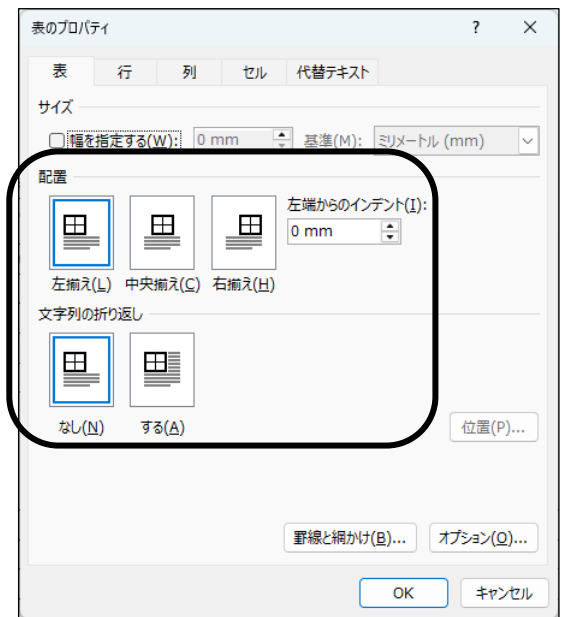 表のプロパティ ? ×
表 行 列 セル 代替テキスト
サイズ
幅を指定する(W): 0 mm 基準(M): ミリメートル (mm)
配置
左端からのインデント(I):
0 mm
左揃え(L) 中央揃え(C) 右揃え(H)
文字列の折り返し
なし(N) する(A)
位置(P)...
罫線と網かけ(B)... オプション(O)...
OK キャンセル